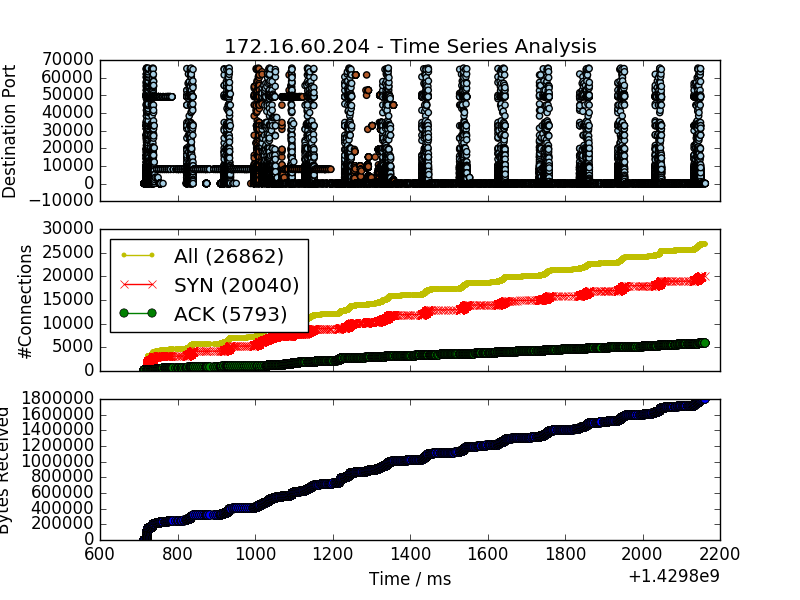 172.16.60.204 - Time Series Analysis
70000
60000
50000
40000
30000
20000
10000
0
−10000
Destination Port
30000
25000
20000
15000
10000
5000
0
#Connections
All (26862)
SYN (20040)
ACK (5793)
1800000
1600000
1400000
1200000
1000000
800000
600000
400000
200000
0
Bytes Received
600 800 1000 1200 1400 1600 1800 2000 2200
Time / ms
+1.4298e9